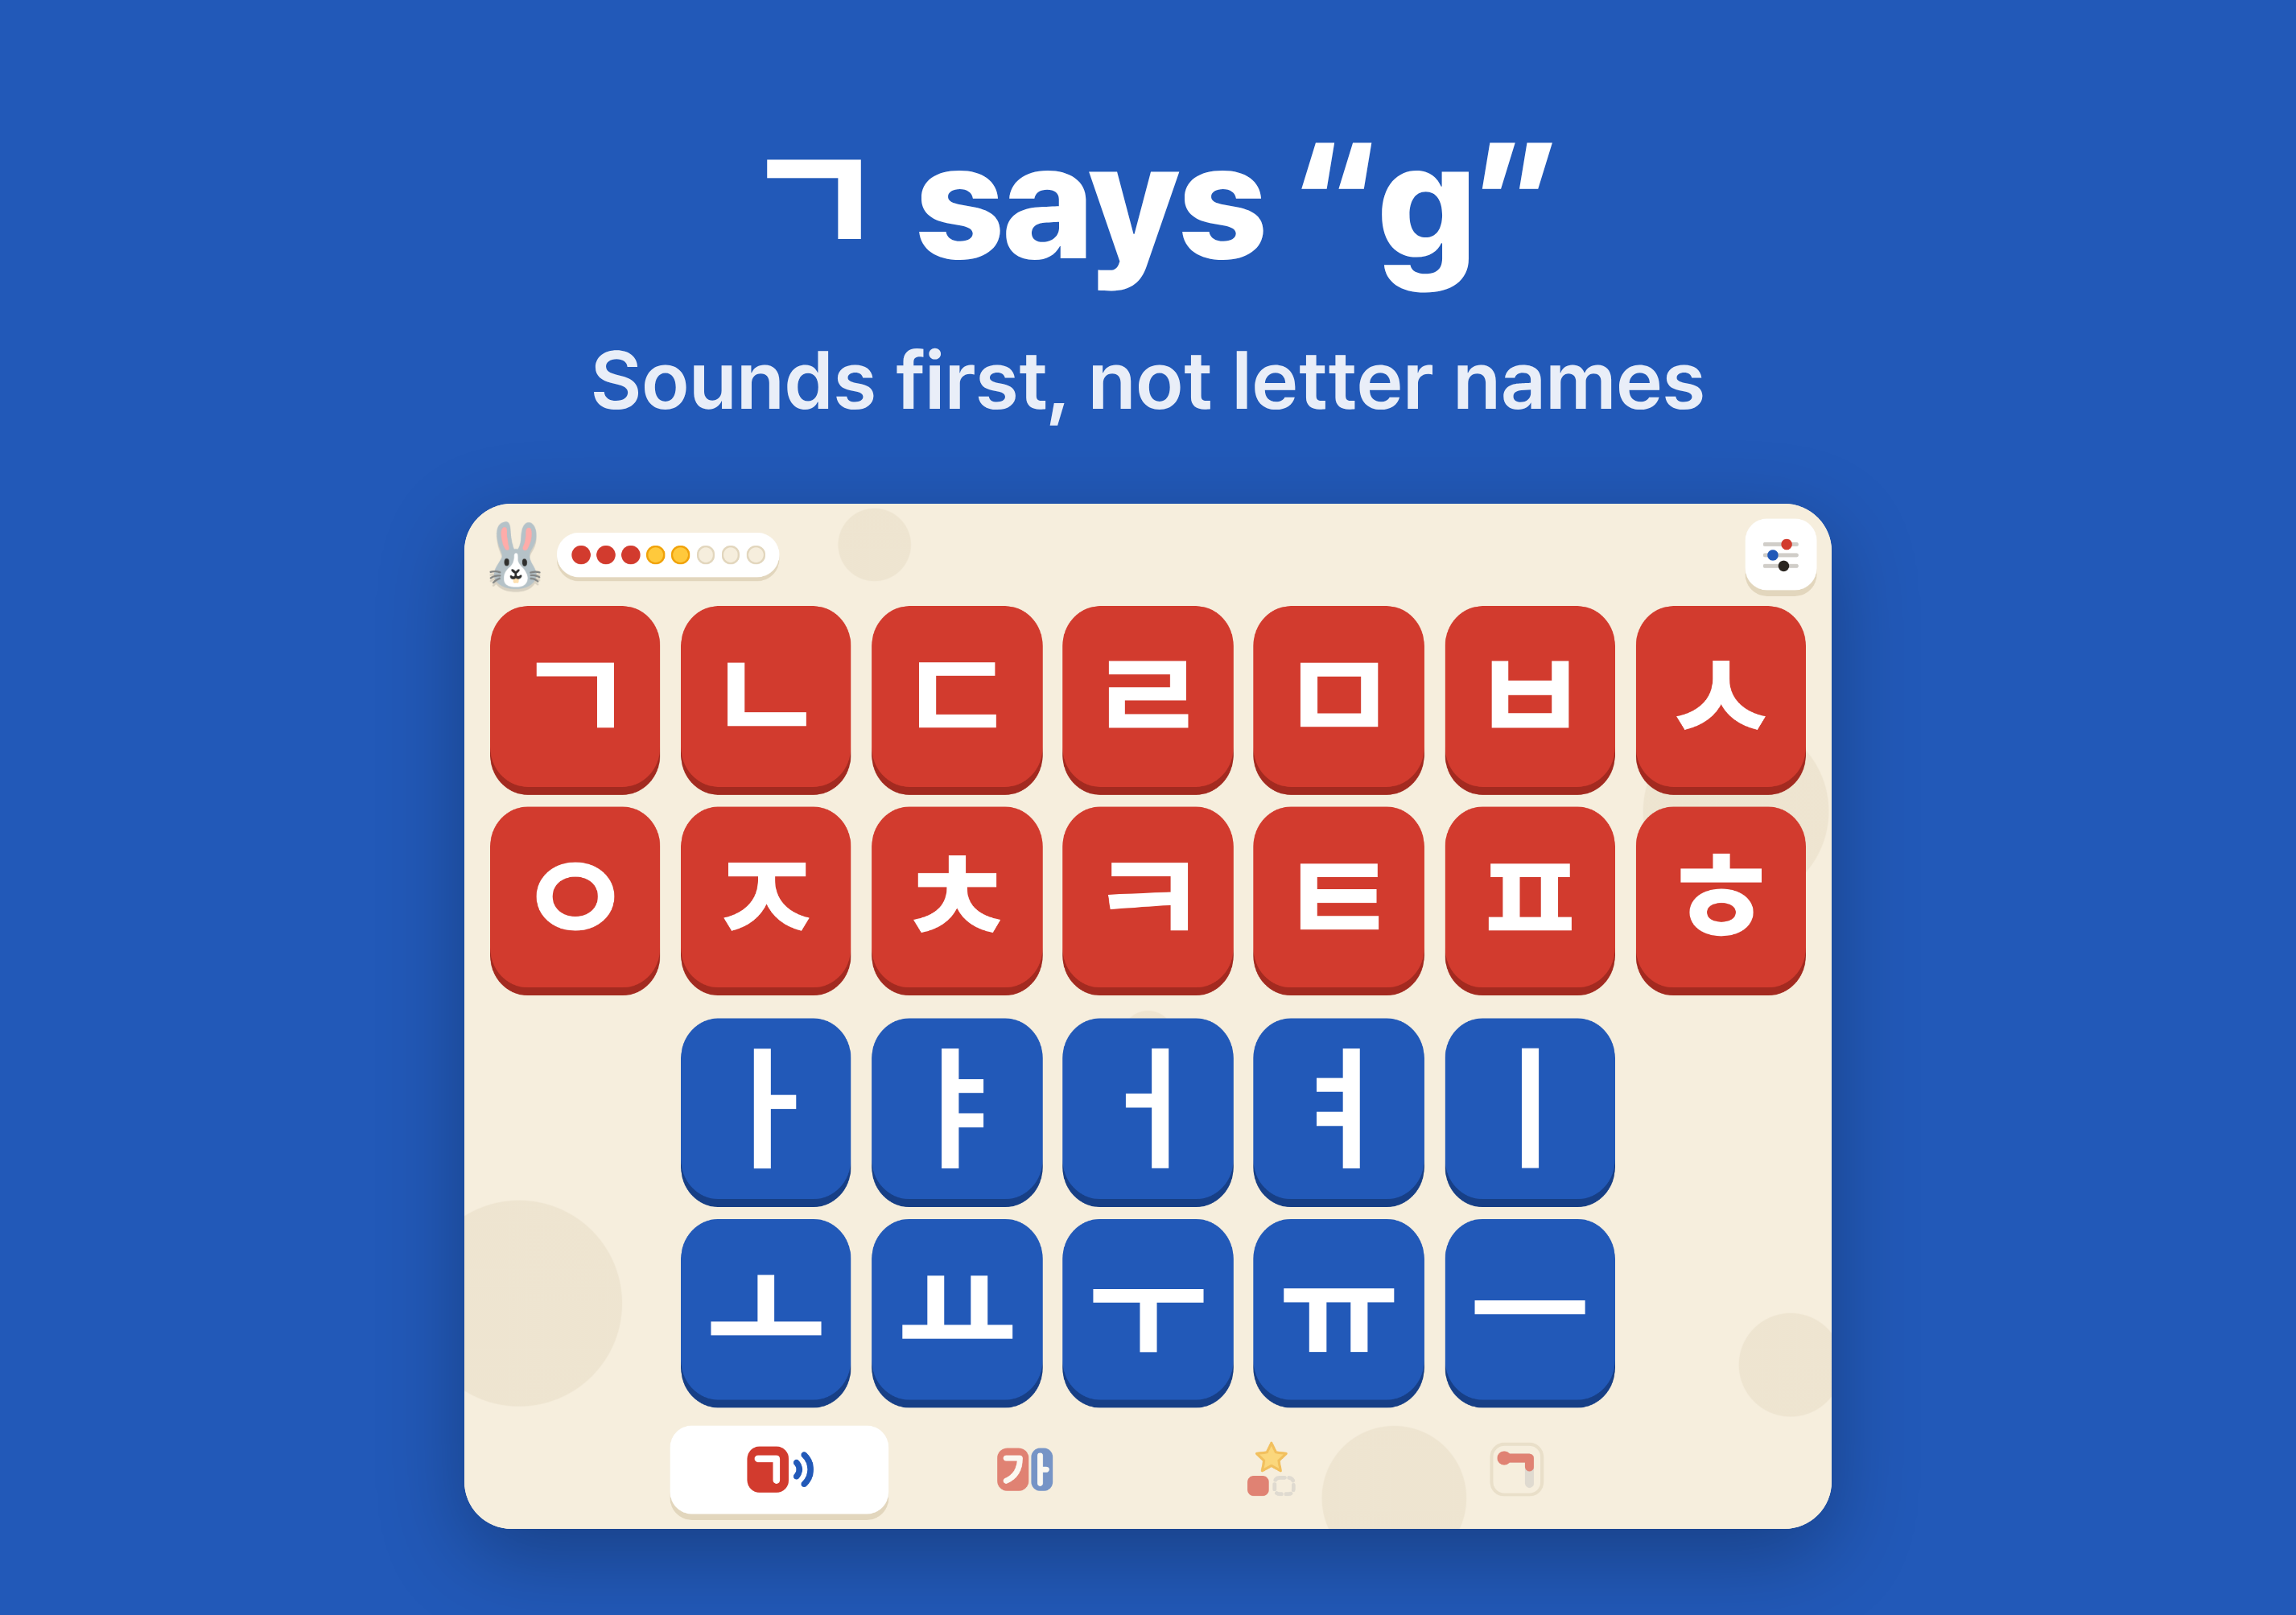 ㄱ says “g”
Sounds first, not letter names
ㄱ ㄴ ㄷ ㄹ ㅁ ㅂ ㅅ
ㅇ ㅈ ㅊ ㅋ ㅌ ㅍ ㅎ
ㅏ ㅑ ㅓ ㅕ ㅣ
ㅗ ㅛ ㅜ ㅠ ㅡ
ㄱ 가 ㄱ